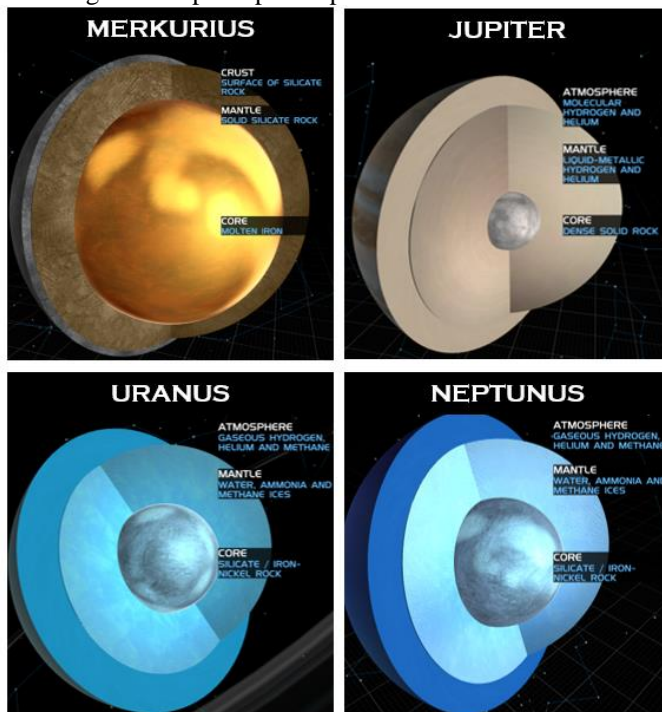 MERKURIUS
CRUST
SURFACE OF SILICATE
ROCK
MANTLE
SOLID SILICATE ROCK
CORE
MOLTEN IRON
JUPITER
ATMOSPHERE
MOLECULAR
HYDROGEN AND
HELIUM
MANTLE
LIQUID-METALLIC
HYDROGEN AND
HELIUM
CORE
DENSE SOLID ROCK
URANUS
ATMOSPHERE
GASEOUS HYDROGEN,
HELIUM AND METHANE
MANTLE
WATER, AMMONIA AND
METHANE ICES
CORE
SILICATE / IRON-
NICKEL ROCK
NEPTUNUS
ATMOSPHERE
GASEOUS HYDROGEN,
HELIUM AND METHANE
MANTLE
WATER, AMMONIA AND
METHANE ICES
CORE
SILICATE / IRON-
NICKEL ROCK